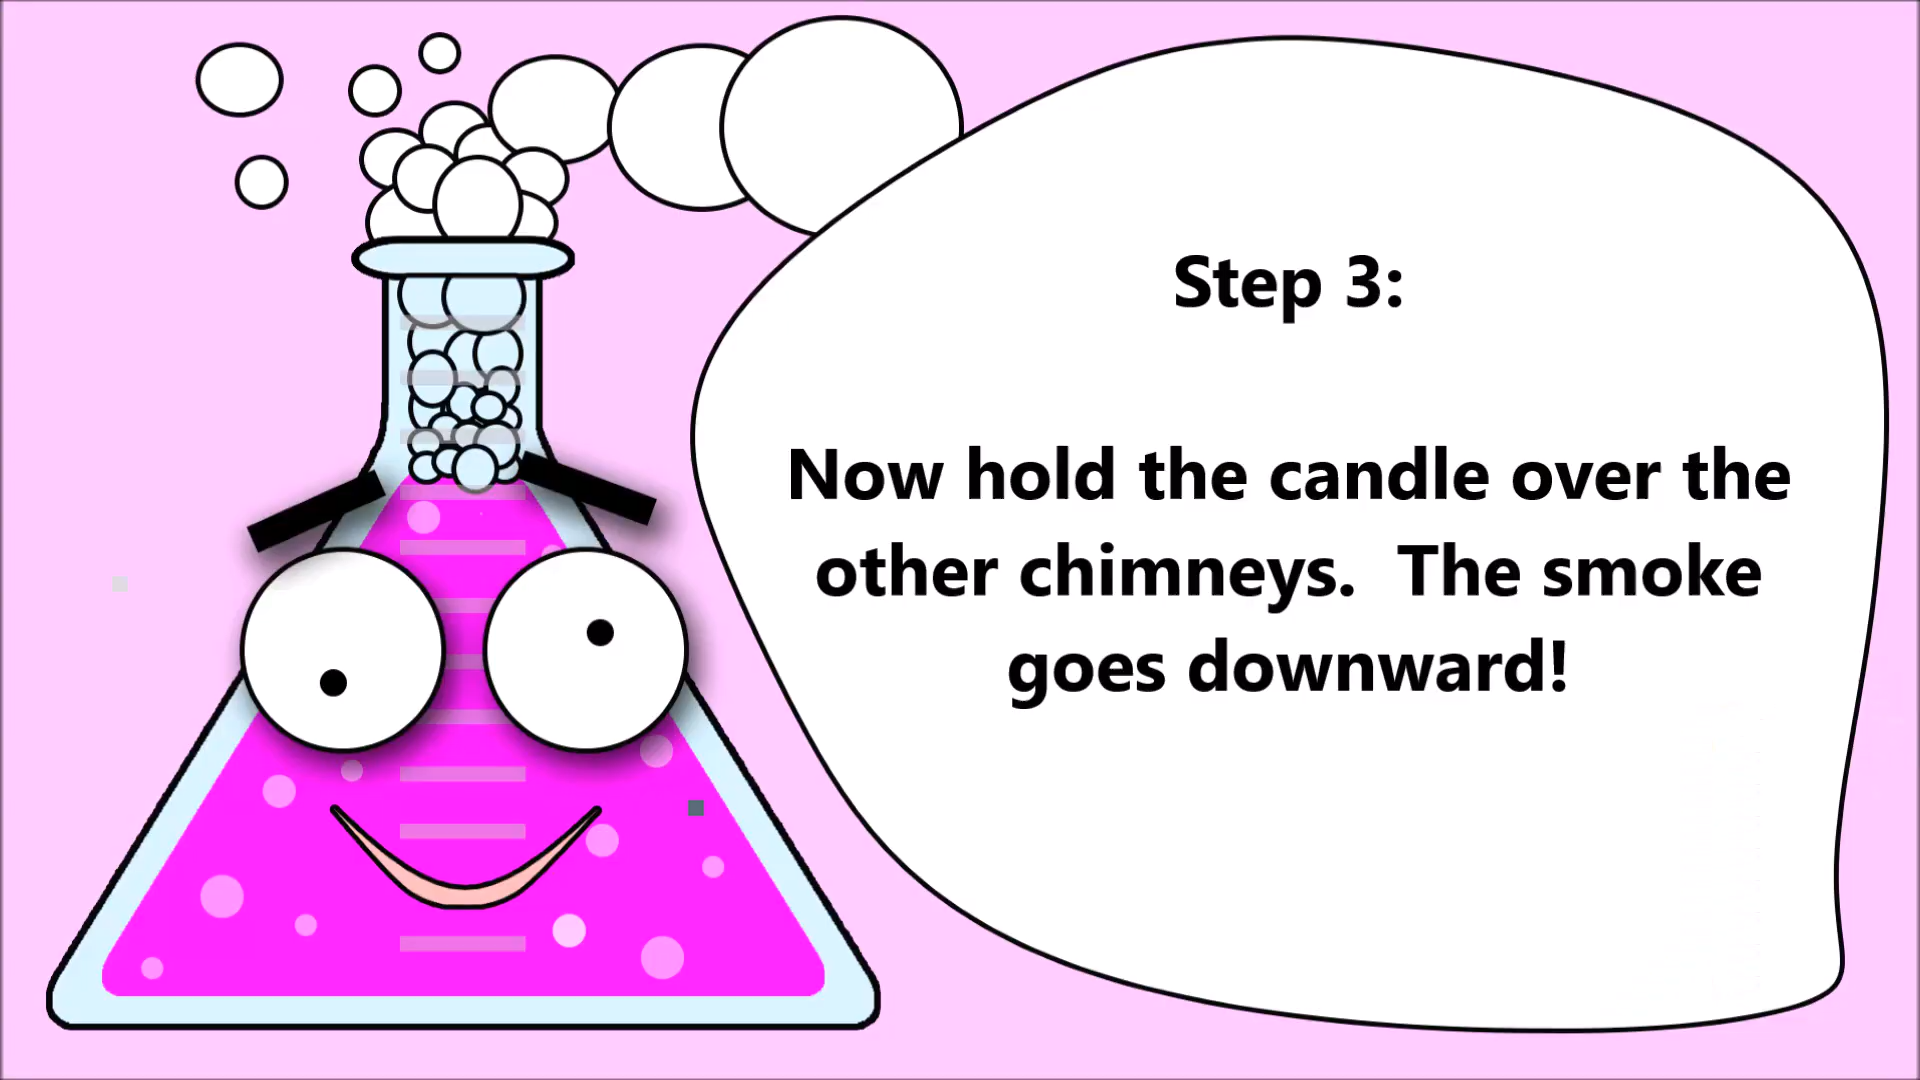 Step 3:
Now hold the candle over the
other chimneys.  The smoke
goes downward!